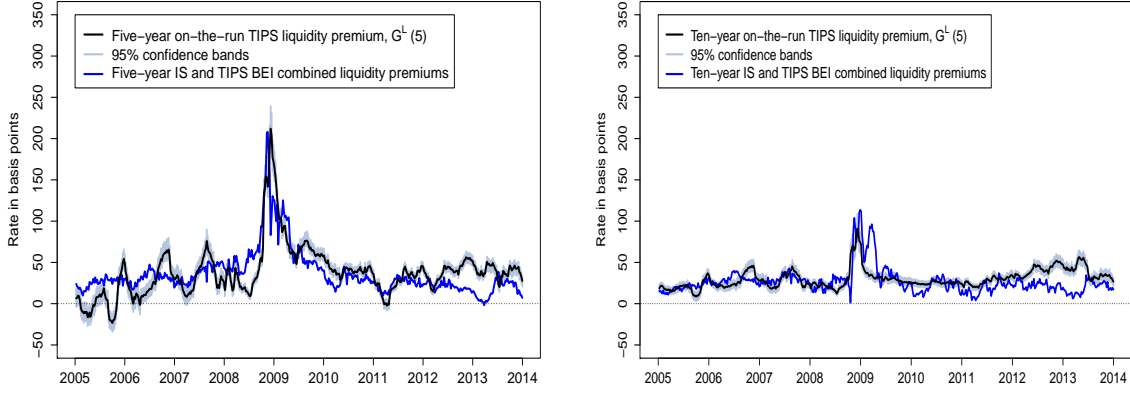 Rate in basis points
350
300
250
200
150
100
50
0
−50
Five−year on−the−run TIPS liquidity premium, G^L (5)
95% confidence bands
Five−year IS and TIPS BEI combined liquidity premiums
2005 2006 2007 2008 2009 2010 2011 2012 2013 2014
Rate in basis points
350
300
250
200
150
100
50
0
−50
Ten−year on−the−run TIPS liquidity premium, G^L (5)
95% confidence bands
Ten−year IS and TIPS BEI combined liquidity premiums
2005 2006 2007 2008 2009 2010 2011 2012 2013 2014